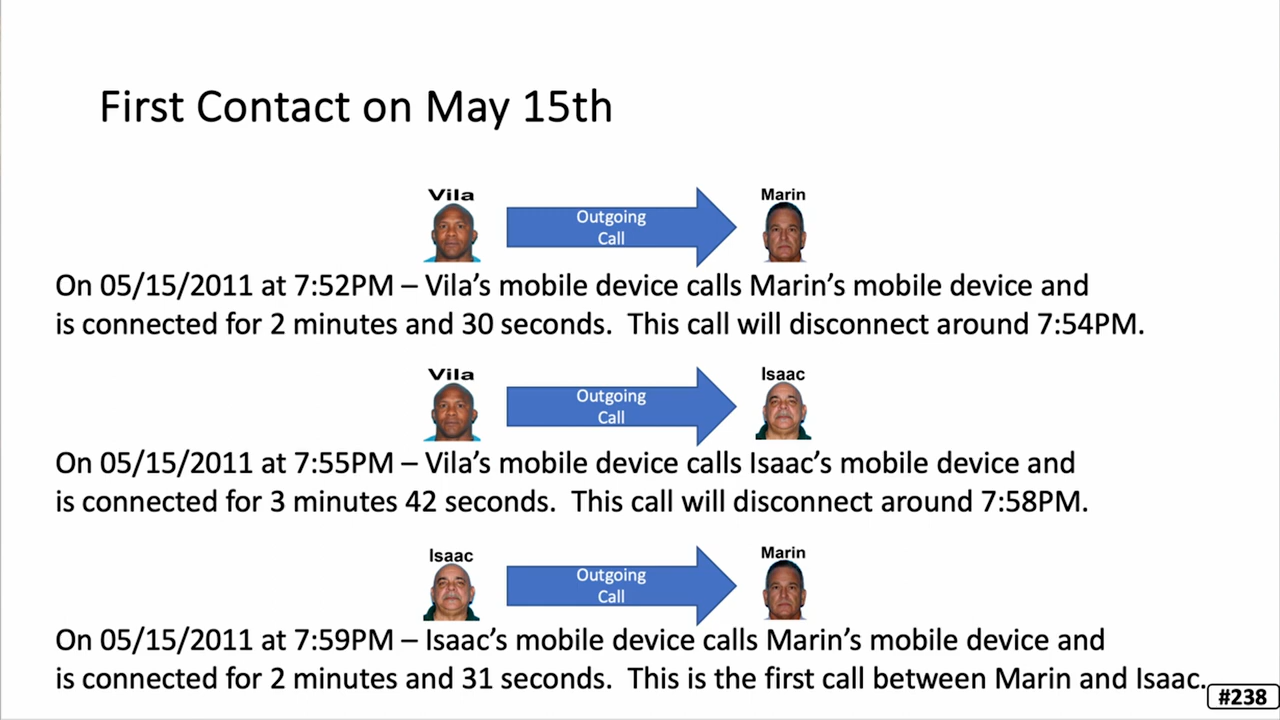 First Contact on May 15th
Vila
Outgoing
Call
Marin
On 05/15/2011 at 7:52PM – Vila’s mobile device calls Marin’s mobile device and
is connected for 2 minutes and 30 seconds.  This call will disconnect around 7:54PM.
Vila
Outgoing
Call
Isaac
On 05/15/2011 at 7:55PM – Vila’s mobile device calls Isaac’s mobile device and
is connected for 3 minutes 42 seconds.  This call will disconnect around 7:58PM.
Isaac
Outgoing
Call
Marin
On 05/15/2011 at 7:59PM – Isaac’s mobile device calls Marin’s mobile device and
is connected for 2 minutes and 31 seconds.  This is the first call between Marin and Isaac.
#238